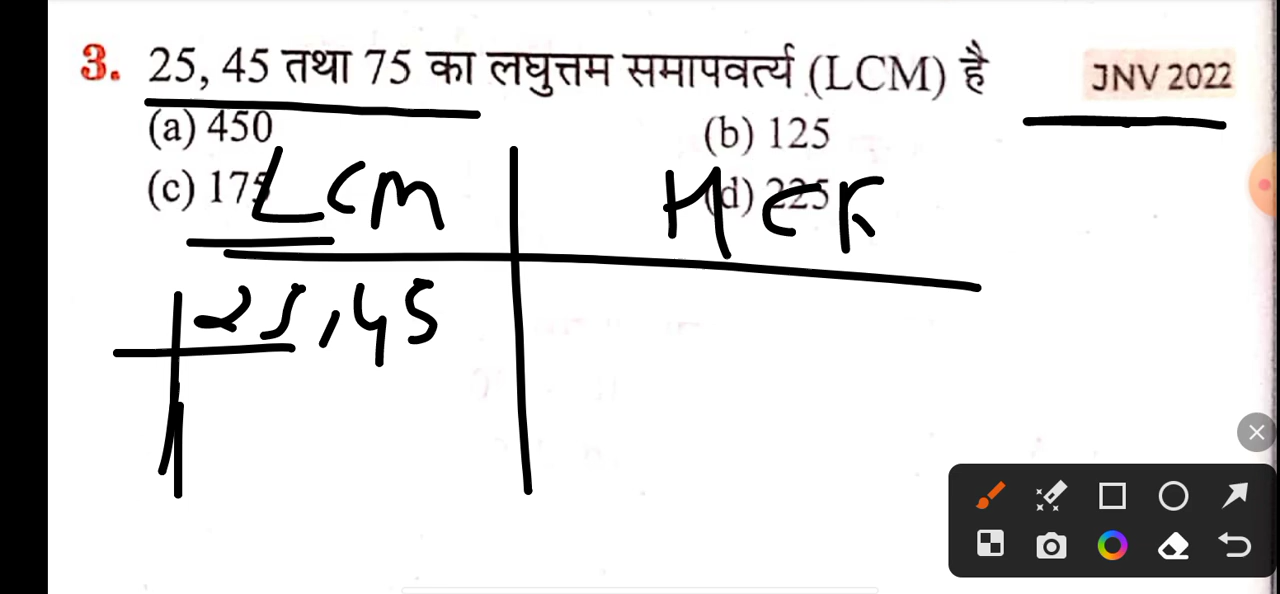 3. 25, 45 तथा 75 का लघुत्तम समापवर्त्य (LCM) है JNV 2022
(a) 450 (b) 125
(c) 175 (d) 225
LCM HCF
25, 45